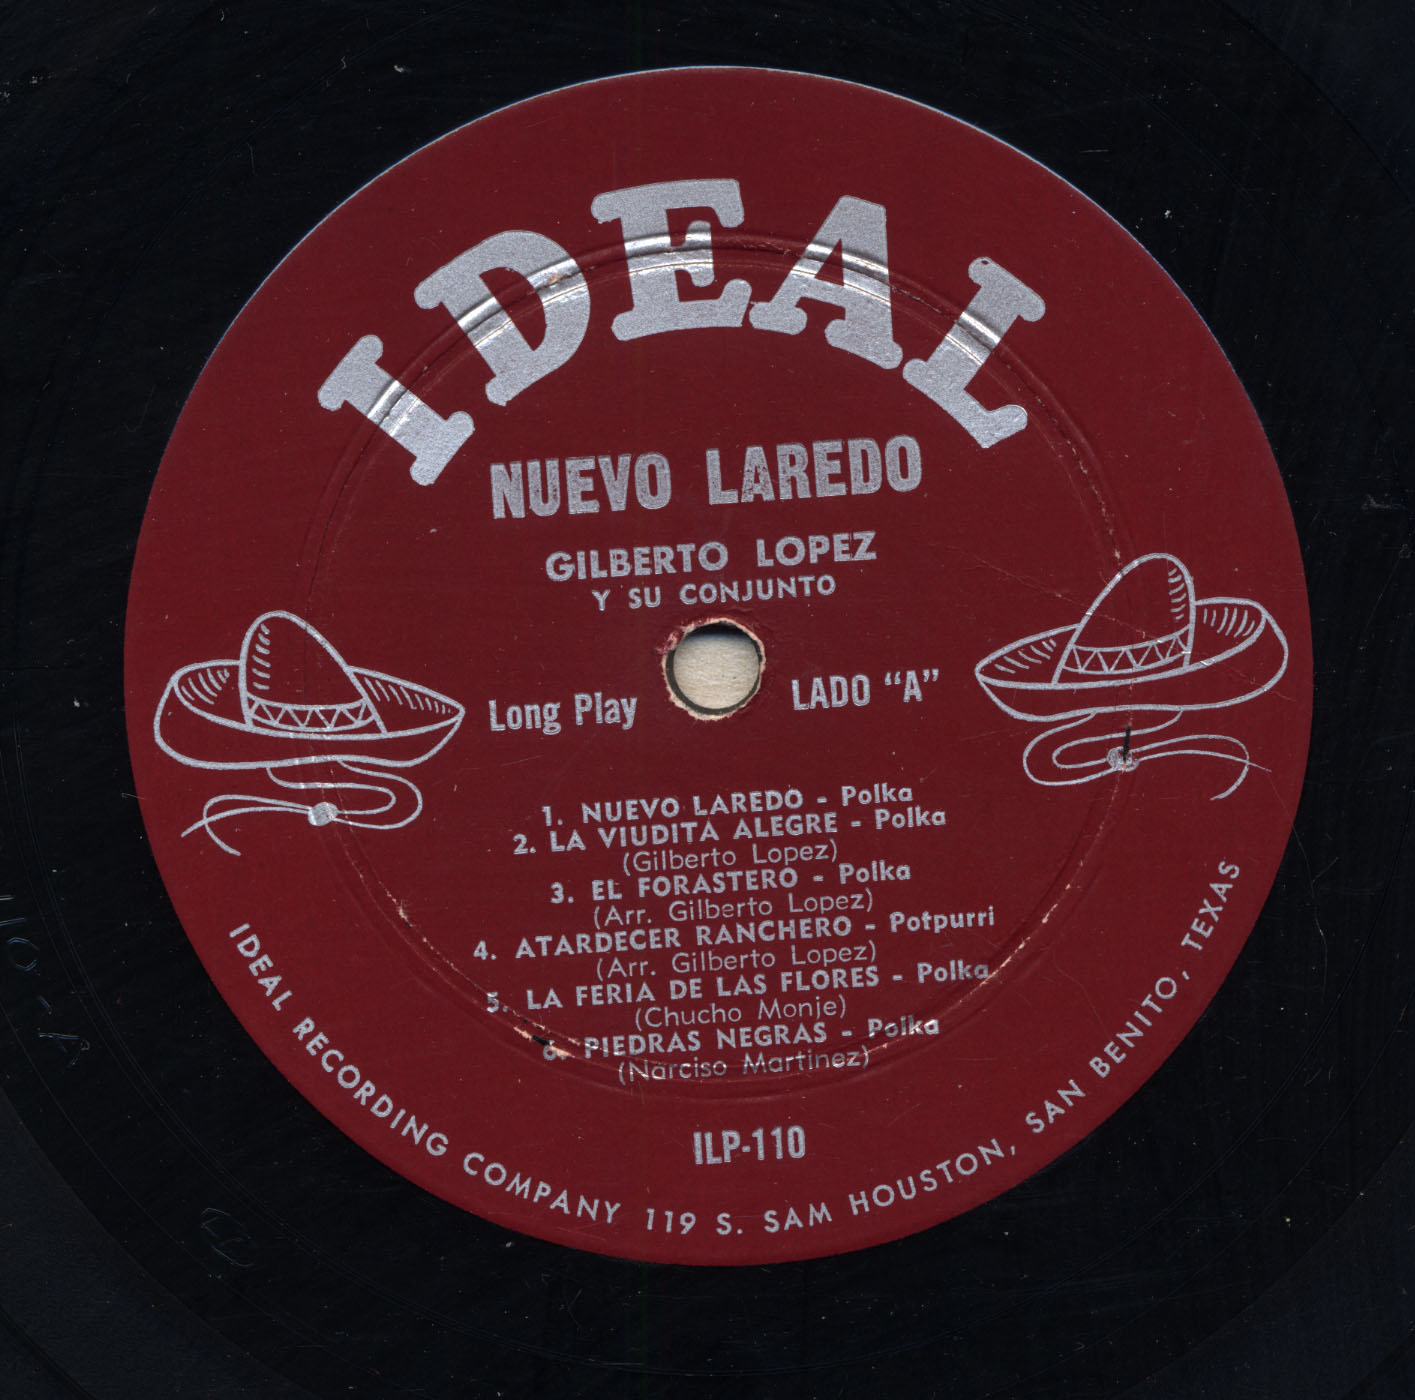 IDEAL
NUEVO LAREDO
GILBERTO LOPEZ
Y SU CONJUNTO
Long Play
LADO "A"
1. NUEVO LAREDO - Polka
2. LA VIUDITA ALEGRE - Polka
(Gilberto Lopez)
3. EL FORASTERO - Polka
(Arr. Gilberto Lopez)
4. ATARDECER RANCHERO - Potpurri
(Arr. Gilberto Lopez)
5. LA FERIA DE LAS FLORES - Polka
(Chucho Monje)
6. PIEDRAS NEGRAS - Polka
(Narciso Martinez)
ILP-110
IDEAL RECORDING COMPANY 119 S. SAM HOUSTON, SAN BENITO, TEXAS